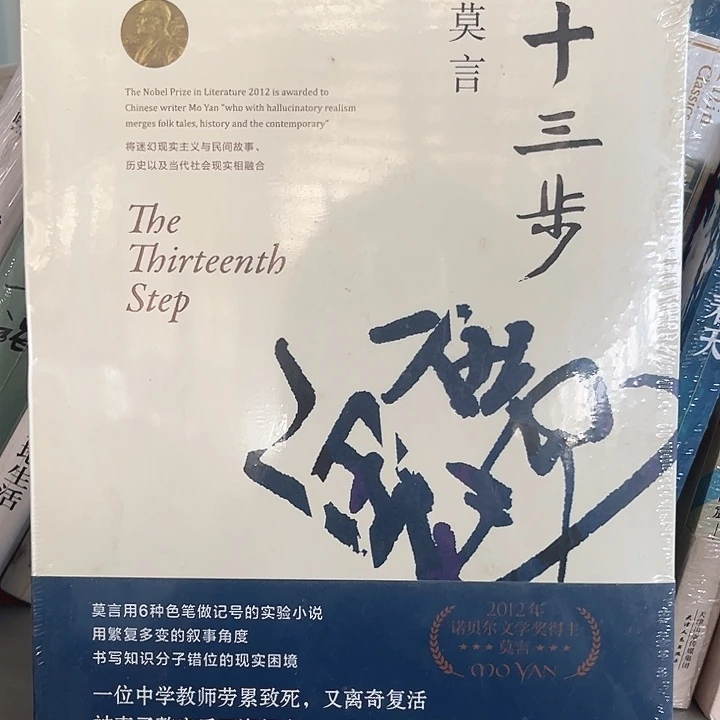 十三步
莫言
The Nobel Prize in Literature 2012 is awarded to
Chinese writer Mo Yan "who with hallucinatory realism
merges folk tales, history and the contemporary"
将迷幻现实主义与民间故事、
历史以及当代社会现实相融合
The
Thirteenth
Step
莫言用6种色笔做记号的实验小说
用繁复多变的叙事角度
书写知识分子错位的现实困境
一位中学教师劳累致死，又离奇复活
2012年
诺贝尔文学奖得主
莫言
MO YAN
地生活
天
Classics